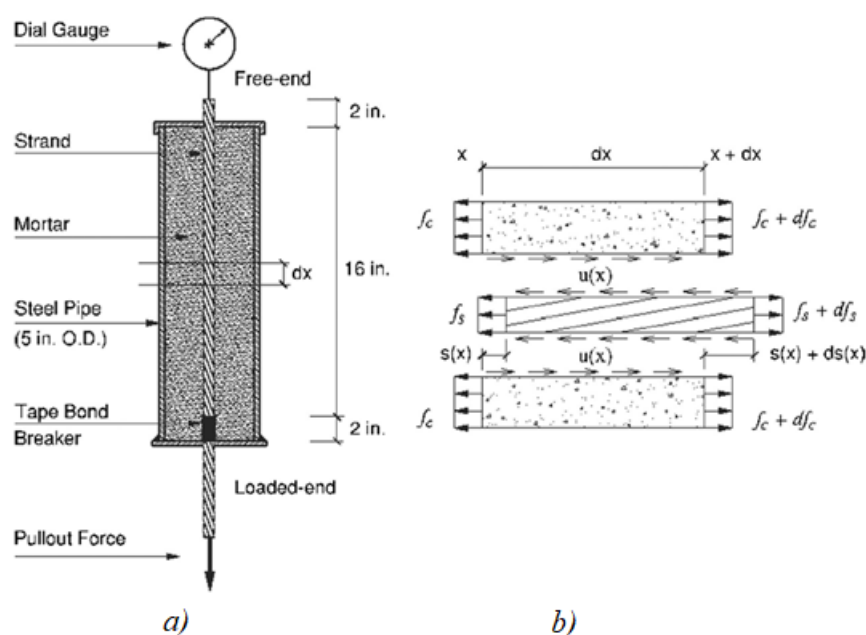 Dial Gauge
Free-end
2 in.
Strand
Mortar
dx
16 in.
Steel Pipe
(5 in. O.D.)
Tape Bond
Breaker
2 in.
Loaded-end
Pullout Force
a)
x
dx
x + dx
f_c
f_c + df_c
u(x)
f_s
f_s + df_s
s(x)
u(x)
s(x) + ds(x)
f_c
f_c + df_c
b)